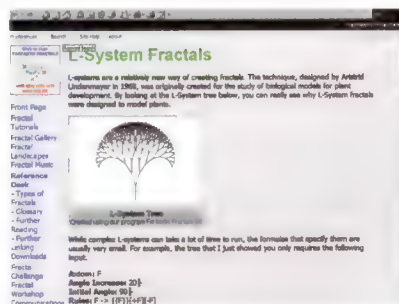 L-System Fractals
L-systems are a relatively new way of creating fractals. The technique, designed by Aristrid
Lindenmayer in 1968, was originally created for the study of biological models for plant
development. By looking at the L-System tree below, you can really see why L-System fractals
were designed to model plants.
Front Page
Fractal
Tutorials
Fractal Gallery
Fractal
Landscapes
Fractal Music
Reference
Desk
- Types of
Fractals
- Glossary
- Further
Reading
- Further
Linking
Downloads
Fractal
Challenge
Fractal
Workshop
L-System Tree
Created using our program
While complex L-systems can take a lot of time to run, the formulas that specify them are
usually very small. For example, the tree that I just showed you only requires the following
input.
Axiom: F
Angle Increase: 20
Initial Angle: 90
Rules: F ->